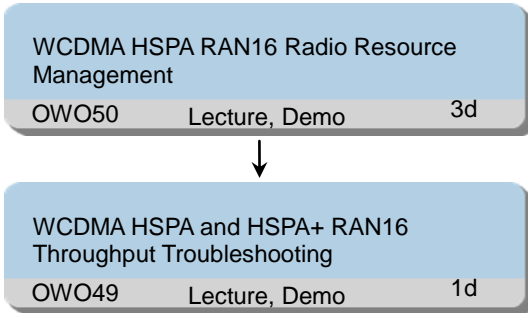 WCDMA HSPA RAN16 Radio Resource
Management
OWO50 Lecture, Demo 3d
WCDMA HSPA and HSPA+ RAN16
Throughput Troubleshooting
OWO49 Lecture, Demo 1d